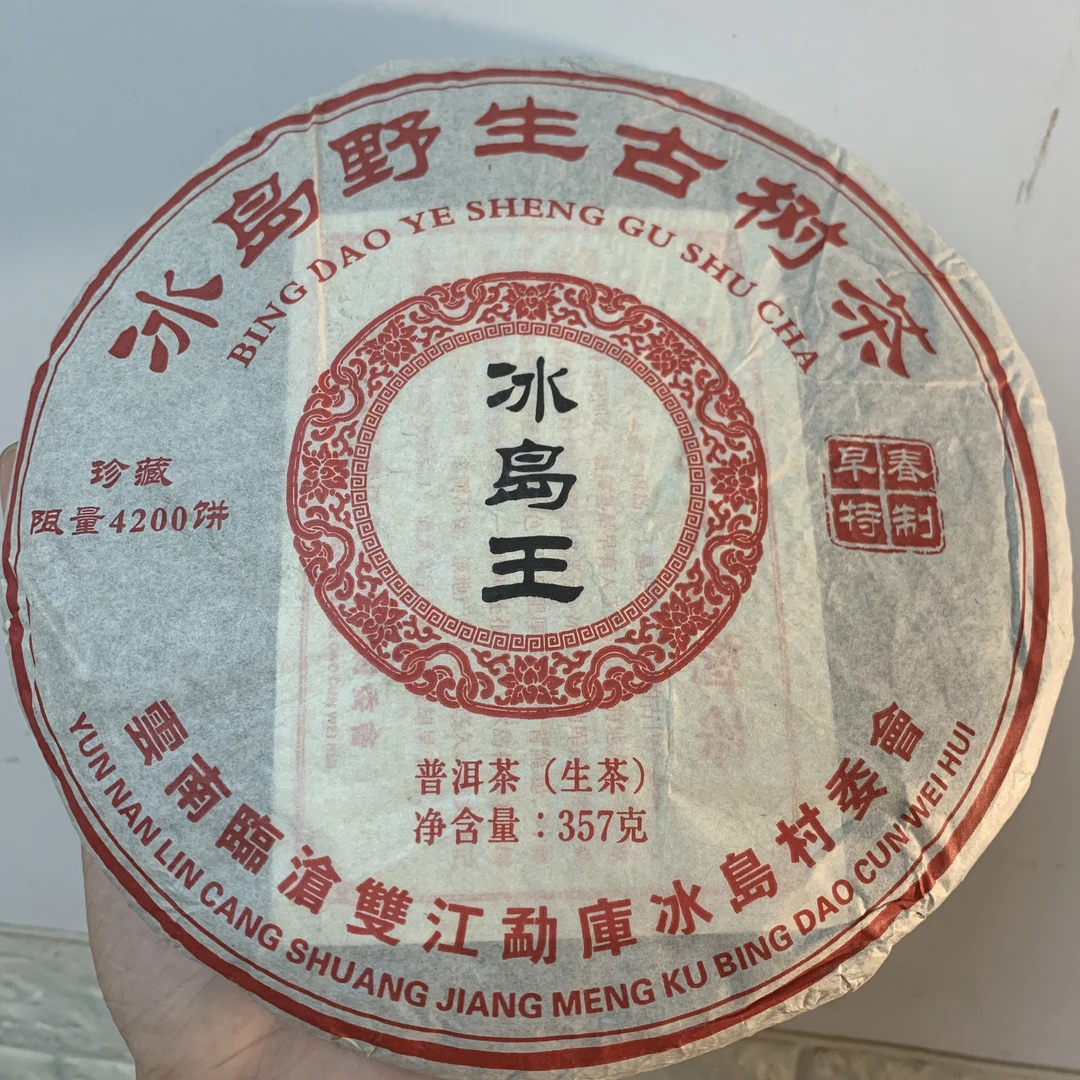 冰岛野生古树茶
BING DAO YE SHENG GU SHU CHA
冰
岛
王
珍藏
阻量4200饼
早春
特制
普洱茶（生茶）
净含量：357克
雲南臨滄雙江勐庫冰島村委會
YUN NAN LIN CANG SHUANG JIANG MENG KU BING DAO CUN WEI HUI